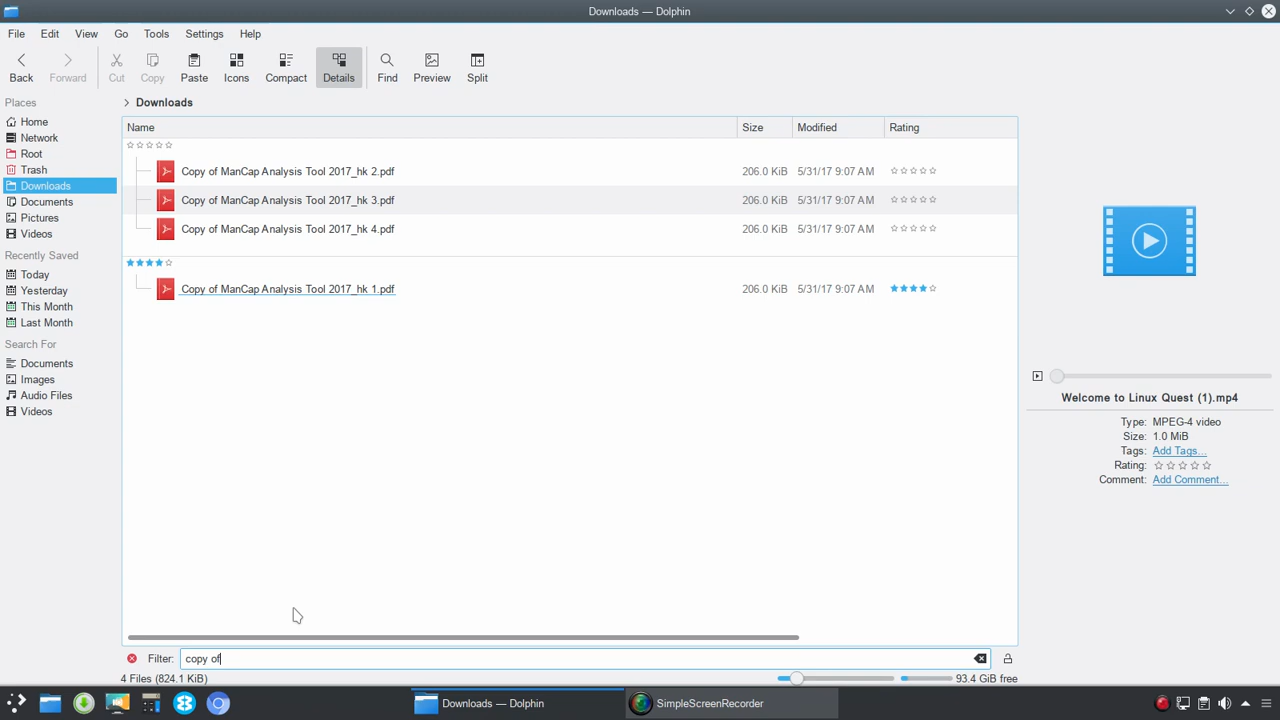 Downloads — Dolphin
File Edit View Go Tools Settings Help
Back Forward Cut Copy Paste Icons Compact Details Find Preview Split
Places
Home
Network
Root
Trash
Downloads
Documents
Pictures
Videos
Recently Saved
Today
Yesterday
This Month
Last Month
Search For
Documents
Images
Audio Files
Videos
> Downloads
Name Size Modified Rating
Copy of ManCap Analysis Tool 2017_hk 2.pdf 206.0 KiB 5/31/17 9:07 AM
Copy of ManCap Analysis Tool 2017_hk 3.pdf 206.0 KiB 5/31/17 9:07 AM
Copy of ManCap Analysis Tool 2017_hk 4.pdf 206.0 KiB 5/31/17 9:07 AM
Copy of ManCap Analysis Tool 2017_hk 1.pdf 206.0 KiB 5/31/17 9:07 AM
Welcome to Linux Quest (1).mp4
Type: MPEG-4 video
Size: 1.0 MiB
Tags: Add Tags...
Rating:
Comment: Add Comment...
Filter: copy of
4 Files (824.1 KiB) 93.4 GiB free
Downloads — Dolphin SimpleScreenRecorder